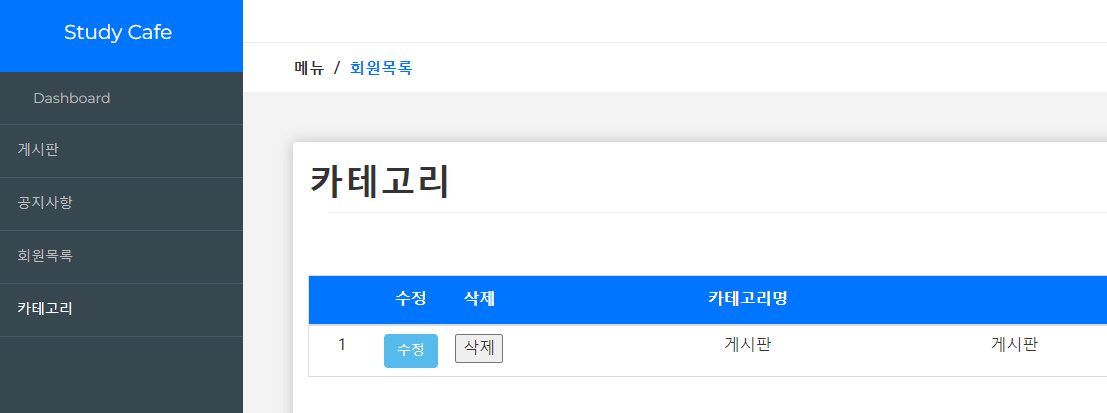 Study Cafe
메뉴 / 회원목록
Dashboard
게시판
공지사항
회원목록
카테고리
카테고리
수정 삭제 카테고리명
1 수정 삭제 게시판 게시판